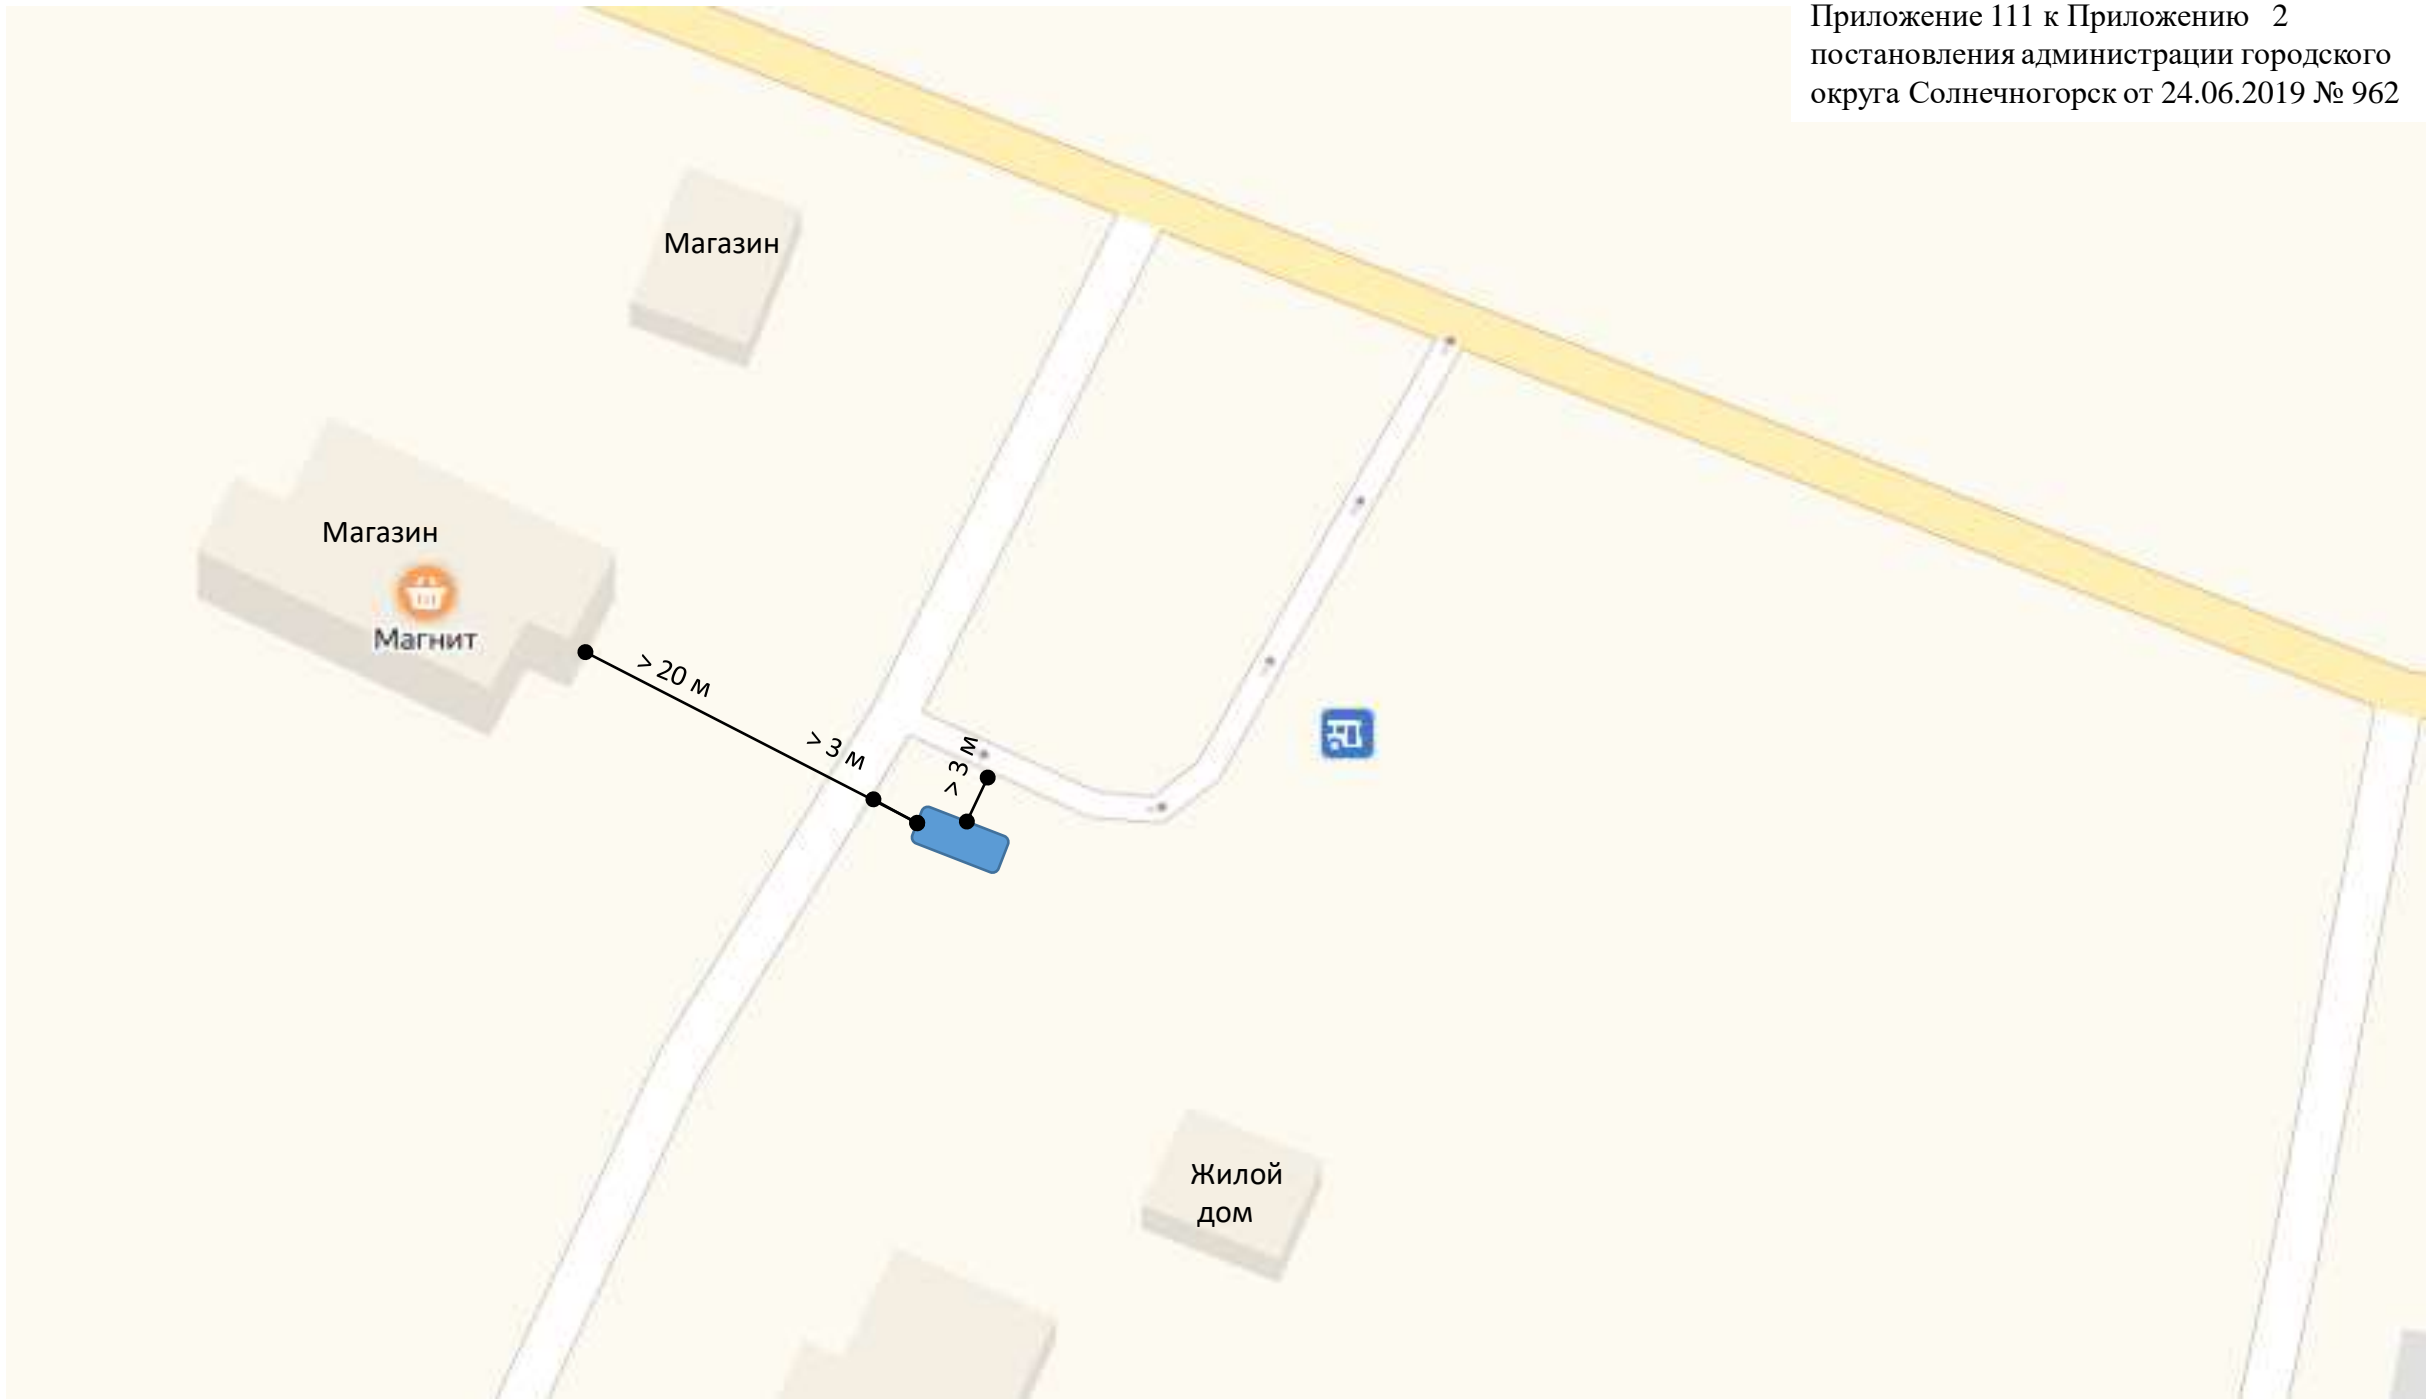 Приложение 111 к Приложению 2
постановления администрации городского
округа Солнечногорск от 24.06.2019 № 962
Магазин
Магазин
Магнит
> 20 м
> 3 м
> 3 м
Жилой
дом